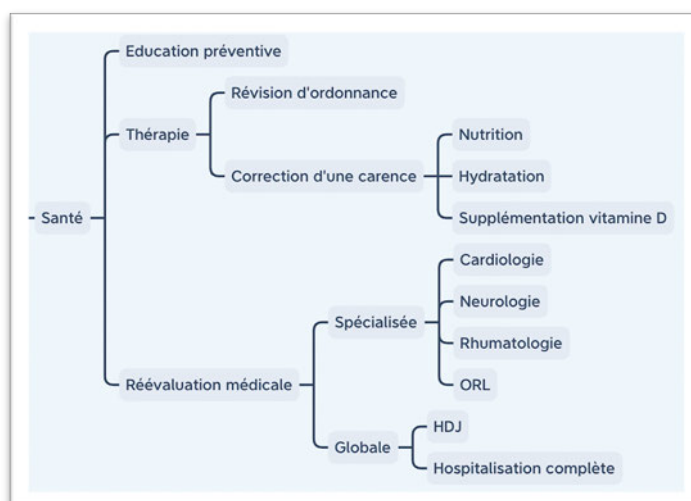 Education préventive
Révision d'ordonnance
Thérapie
Nutrition
Correction d'une carence
Hydratation
Supplémentation vitamine D
Santé
Cardiologie
Neurologie
Spécialisée
Rhumatologie
Réévaluation médicale
ORL
HDJ
Globale
Hospitalisation complète